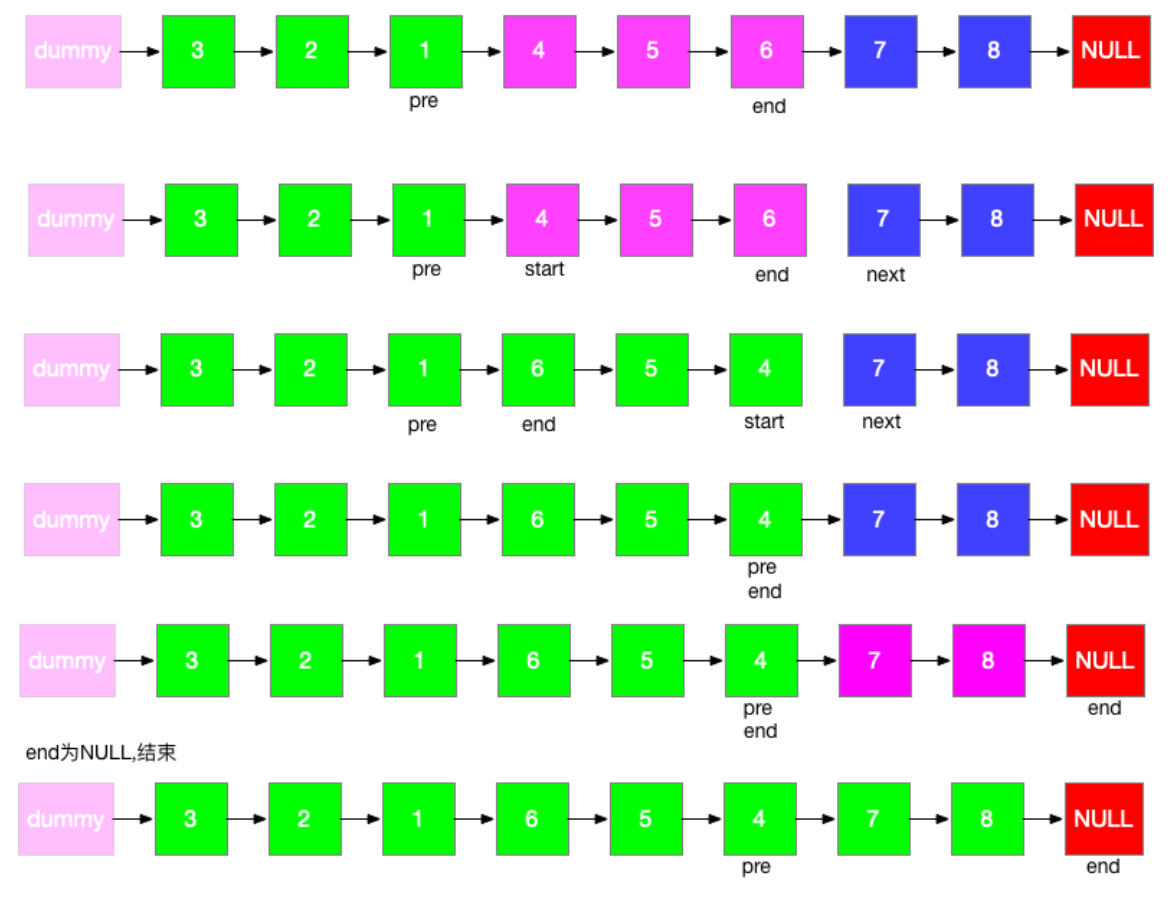 dummy 3 2 1 4 5 6 7 8 NULL
pre end
dummy 3 2 1 4 5 6 7 8 NULL
pre start end next
dummy 3 2 1 6 5 4 7 8 NULL
pre end start next
dummy 3 2 1 6 5 4 7 8 NULL
pre
end
dummy 3 2 1 6 5 4 7 8 NULL
pre end
end
end为NULL,结束
dummy 3 2 1 6 5 4 7 8 NULL
pre end